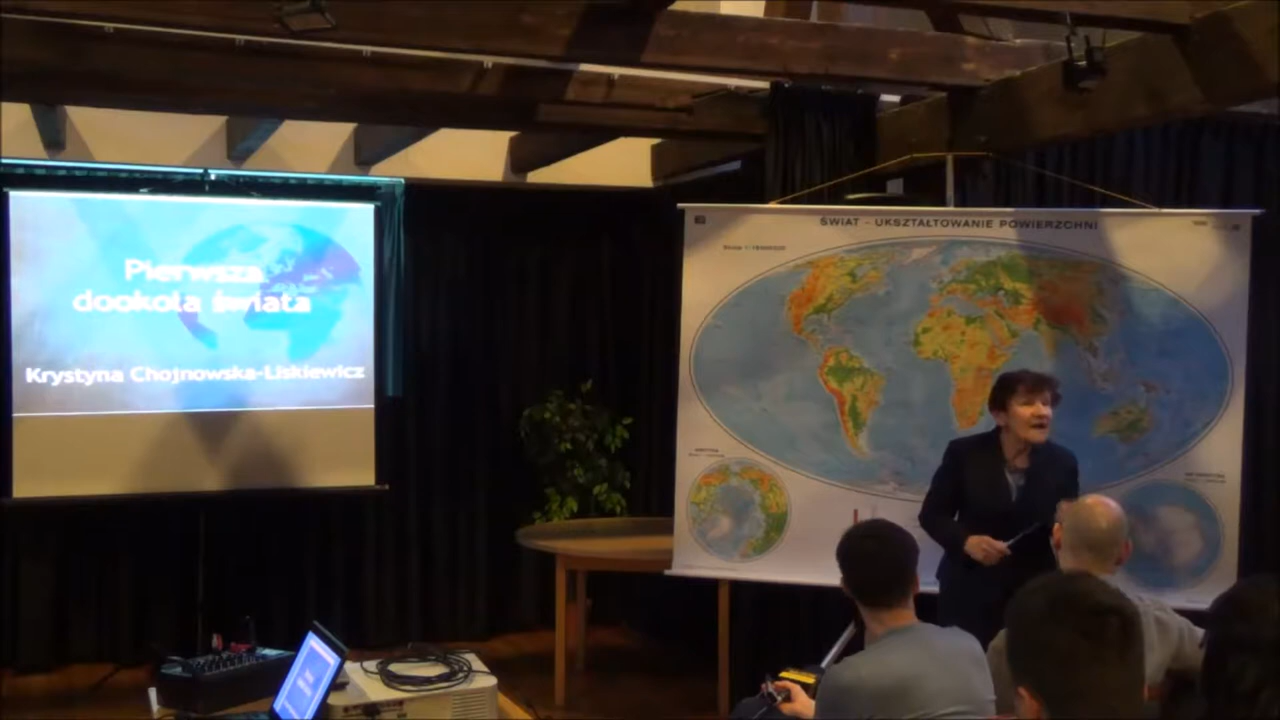 Pierwsza
dookoła świata
Krystyna Chojnowska-Liskiewicz
ŚWIAT - UKSZTAŁTOWANIE POWIERZCHNI